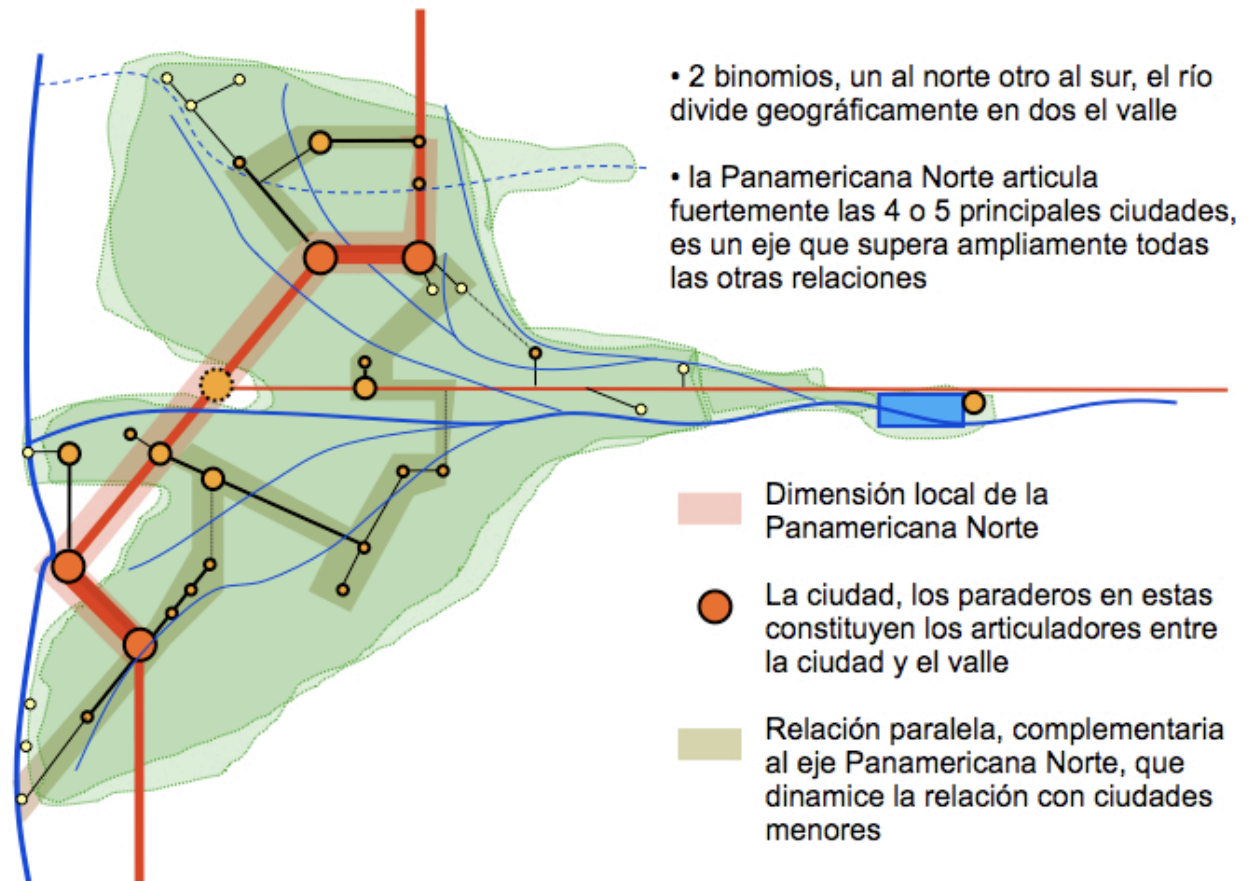 • 2 binomios, un al norte otro al sur, el río
divide geográficamente en dos el valle
• la Panamericana Norte articula
fuertemente las 4 o 5 principales ciudades,
es un eje que supera ampliamente todas
las otras relaciones
Dimensión local de la
Panamericana Norte
La ciudad, los paraderos en estas
constituyen los articuladores entre
la ciudad y el valle
Relación paralela, complementaria
al eje Panamericana Norte, que
dinamice la relación con ciudades
menores